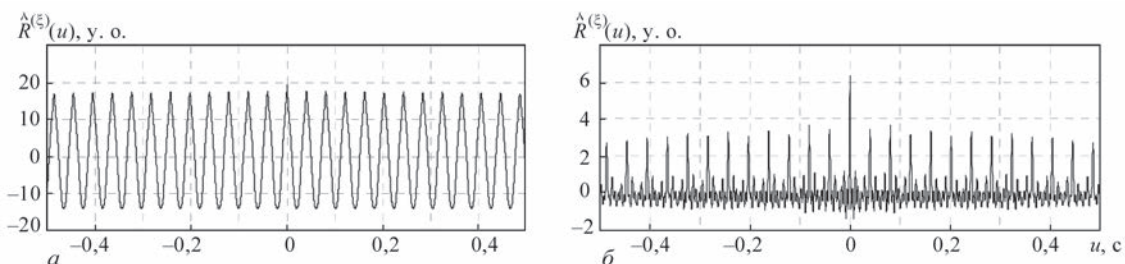 R̂^(ξ)(u), у. о.
20
10
0
–10
–20
–0,4 –0,2 0 0,2 0,4
а
R̂^(ξ)(u), у. о.
6
4
2
0
–2
–0,4 –0,2 0 0,2 0,4 u, с
б